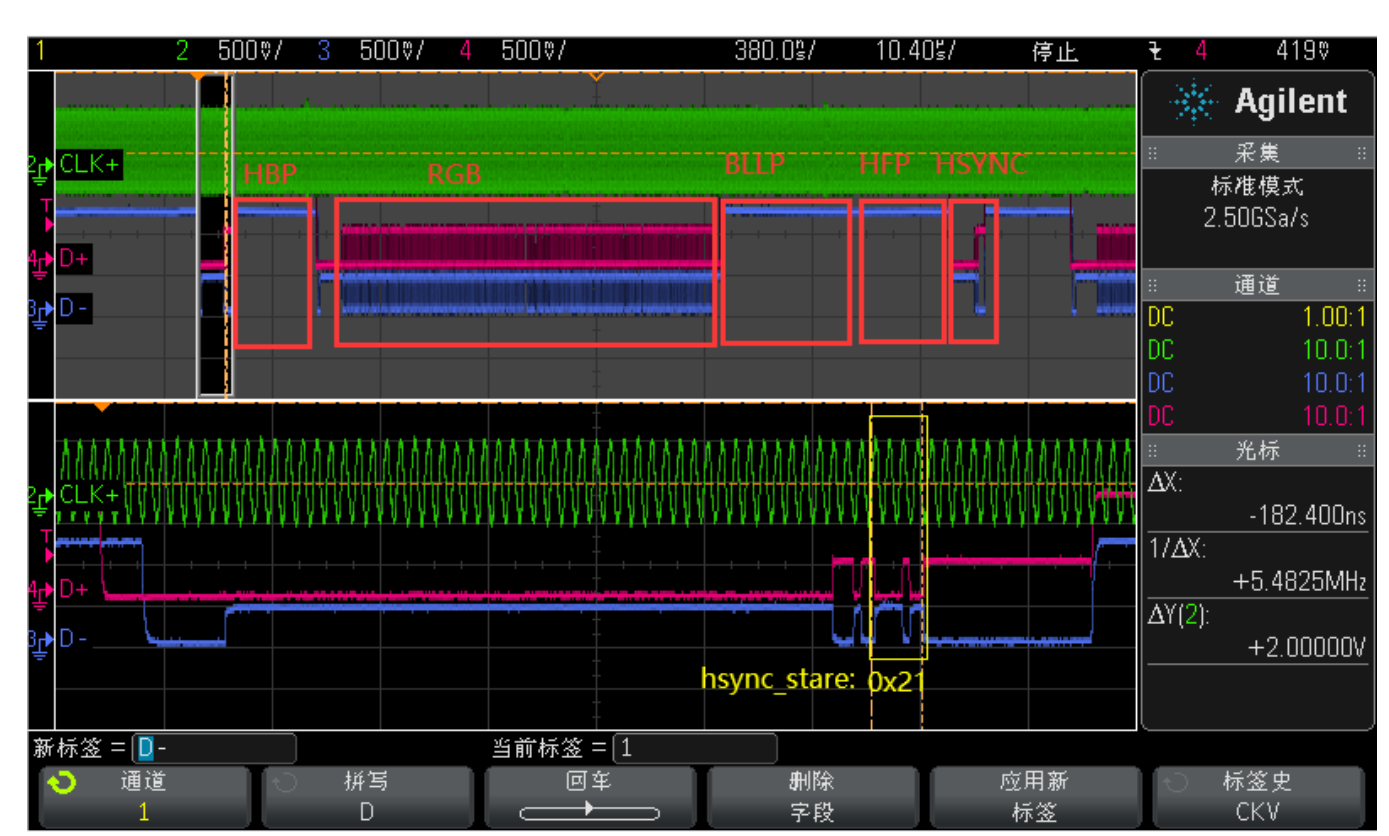 1 2 500mV/ 3 500mV/ 4 500mV/ 380.0ns/ 10.40us/ 停止 4 419mV
Agilent
采集
标准模式
2.50GSa/s
通道
DC 1.00:1
DC 10.0:1
DC 10.0:1
DC 10.0:1
光标
ΔX:
-182.400ns
1/ΔX:
+5.4825MHz
ΔY(2):
+2.00000V
2 CLK+
HBP RGB BLLP HFP HSYNC
T
4 D+
3 D-
2 CLK+
T
4 D+
3 D-
hsync_stare: 0x21
新标签 = D- 当前标签 = 1
通道 1
拼写 D
回车
删除 字段
应用新 标签
标签史 CKV